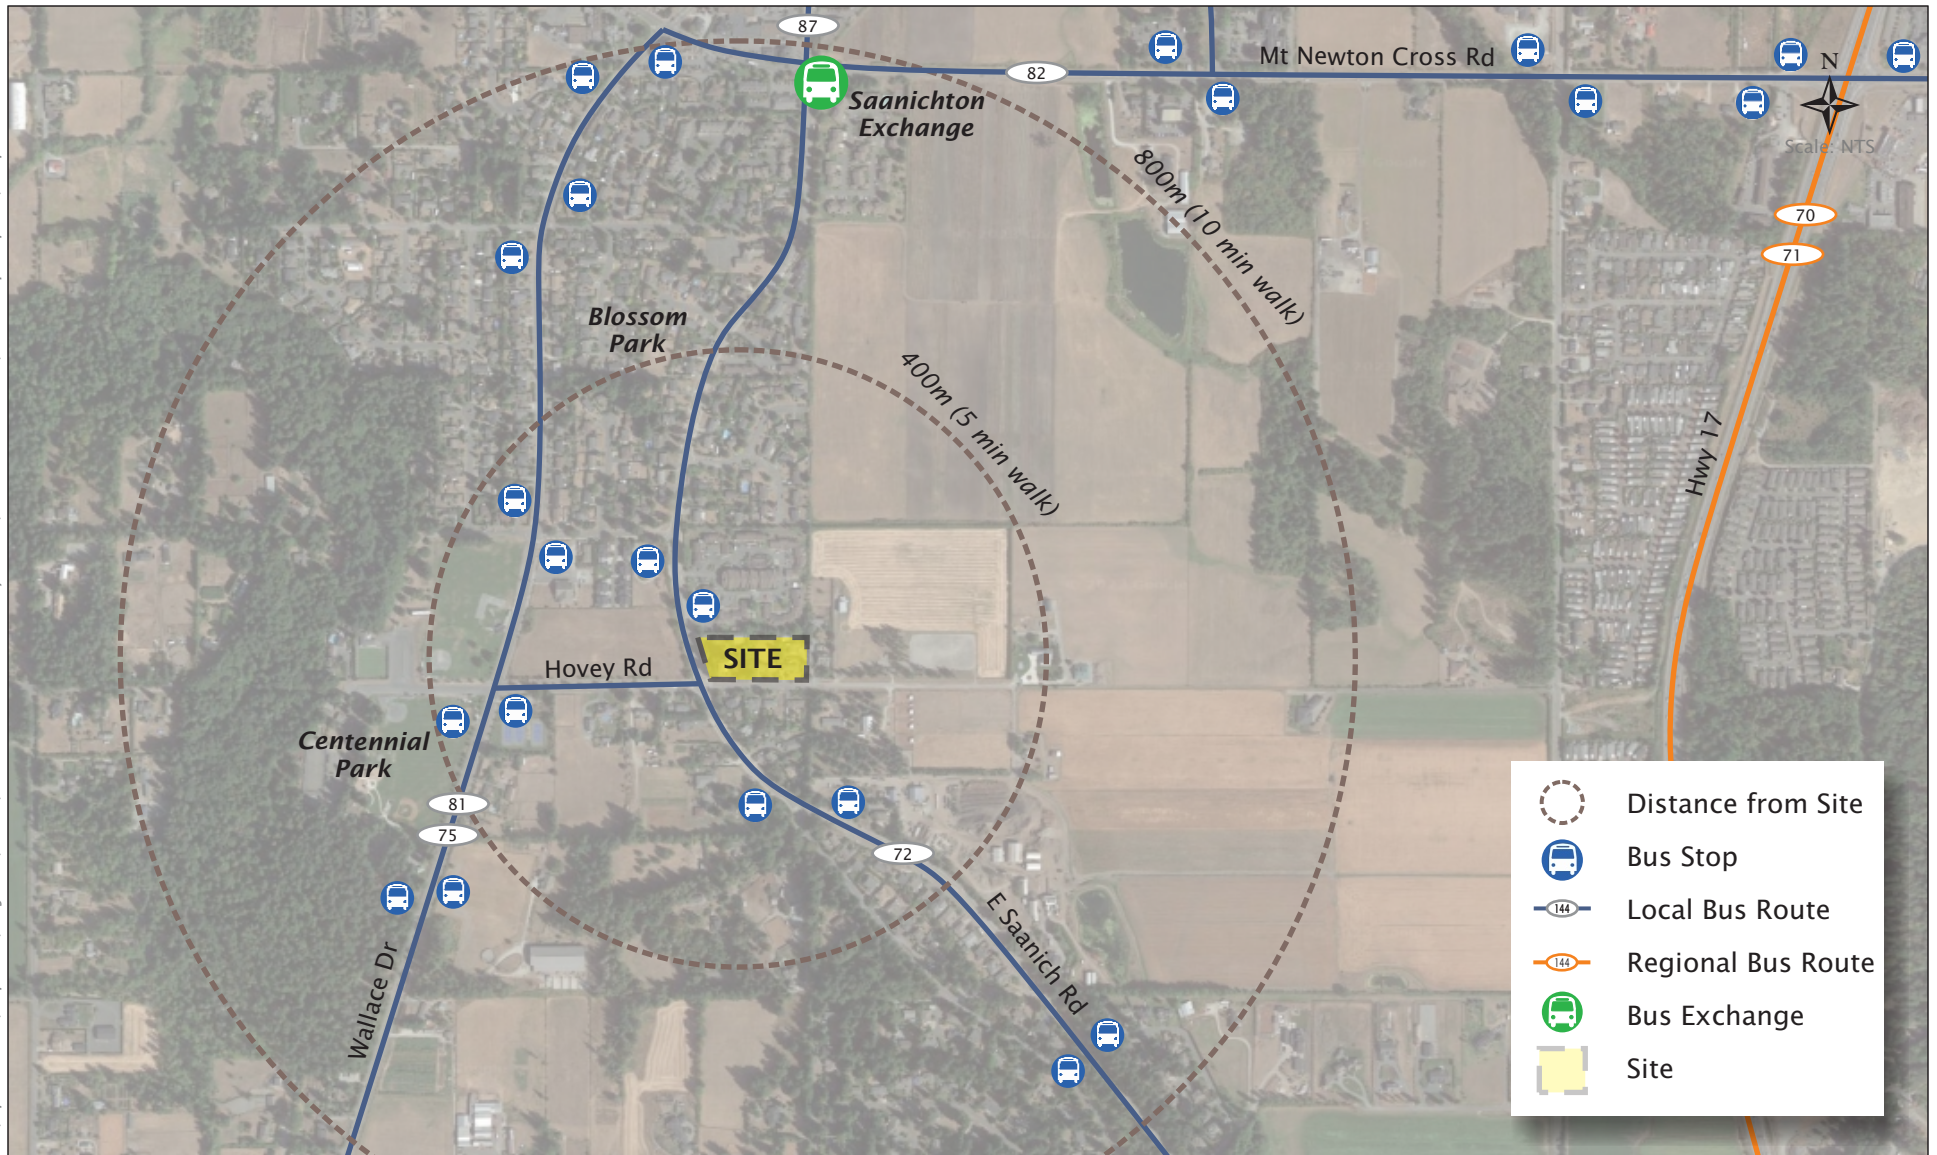 87
82
Mt Newton Cross Rd
N
Scale: NTS
Saanichton
Exchange
800m (10 min walk)
70
71
Blossom
Park
400m (5 min walk)
Hwy 17
Hovey Rd
SITE
Centennial
Park
81
75
72
E Saanich Rd
Wallace Dr
Distance from Site
Bus Stop
144
Local Bus Route
144
Regional Bus Route
Bus Exchange
Site